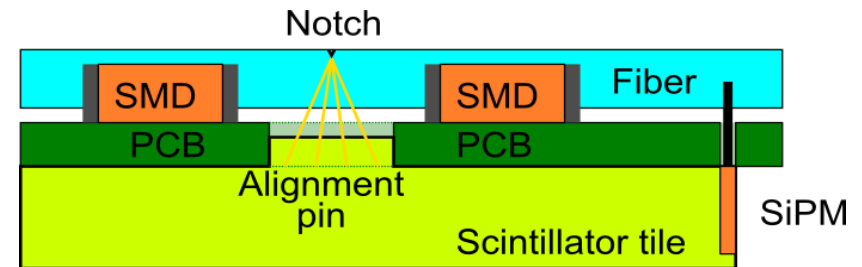 Notch
SMD
SMD
Fiber
PCB
PCB
Alignment
pin
SiPM
Scintillator tile